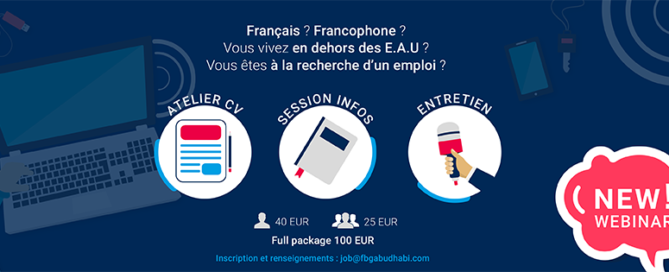 Français ? Francophone ?
Vous vivez en dehors des E.A.U ?
Vous êtes à la recherche d'un emploi ?
ATELIER CV
SESSION INFOS
ENTRETIEN
NEW!
WEBINAR
40 EUR
25 EUR
Full package 100 EUR
Inscription et renseignements : job@fbgabudhabi.com